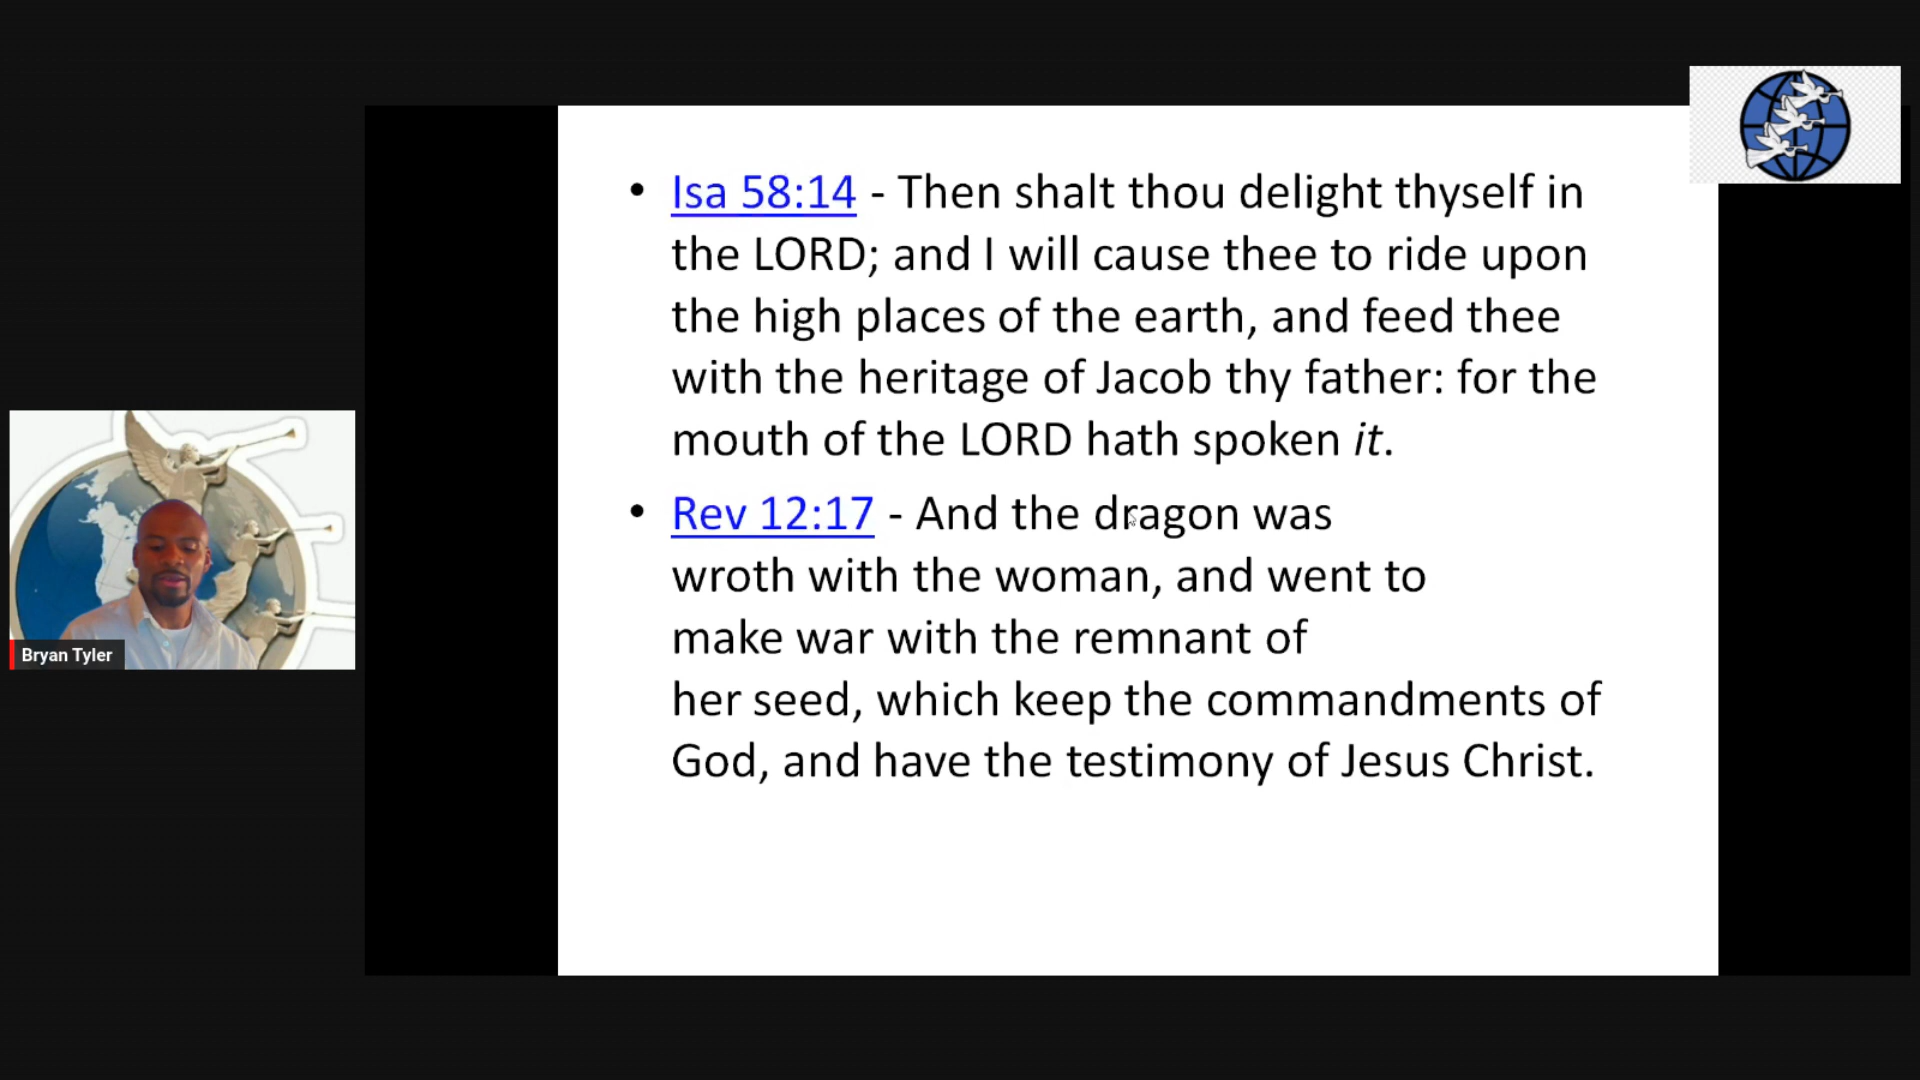 • Isa 58:14 - Then shalt thou delight thyself in
the LORD; and I will cause thee to ride upon
the high places of the earth, and feed thee
with the heritage of Jacob thy father: for the
mouth of the LORD hath spoken it.
• Rev 12:17 - And the dragon was
wroth with the woman, and went to
make war with the remnant of
her seed, which keep the commandments of
God, and have the testimony of Jesus Christ.
Bryan Tyler